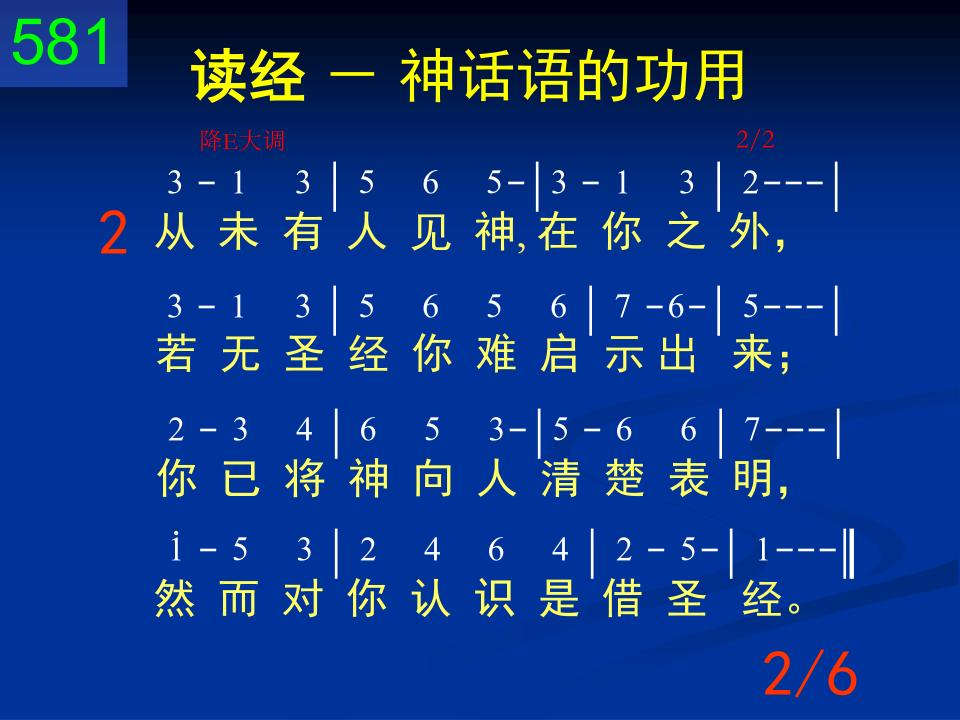 581
读经 － 神话语的功用
降E大调 2/2
3 - 1 3 | 5 6 5- | 3 - 1 3 | 2--- |
2 从 未 有 人 见 神, 在 你 之 外，
3 - 1 3 | 5 6 5 6 | 7 -6- | 5--- |
若 无 圣 经 你 难 启 示 出 来；
2 - 3 4 | 6 5 3- | 5 - 6 6 | 7--- |
你 已 将 神 向 人 清 楚 表 明，
i - 5 3 | 2 4 6 4 | 2 - 5- | 1--- ‖
然 而 对 你 认 识 是 借 圣 经。
2/6